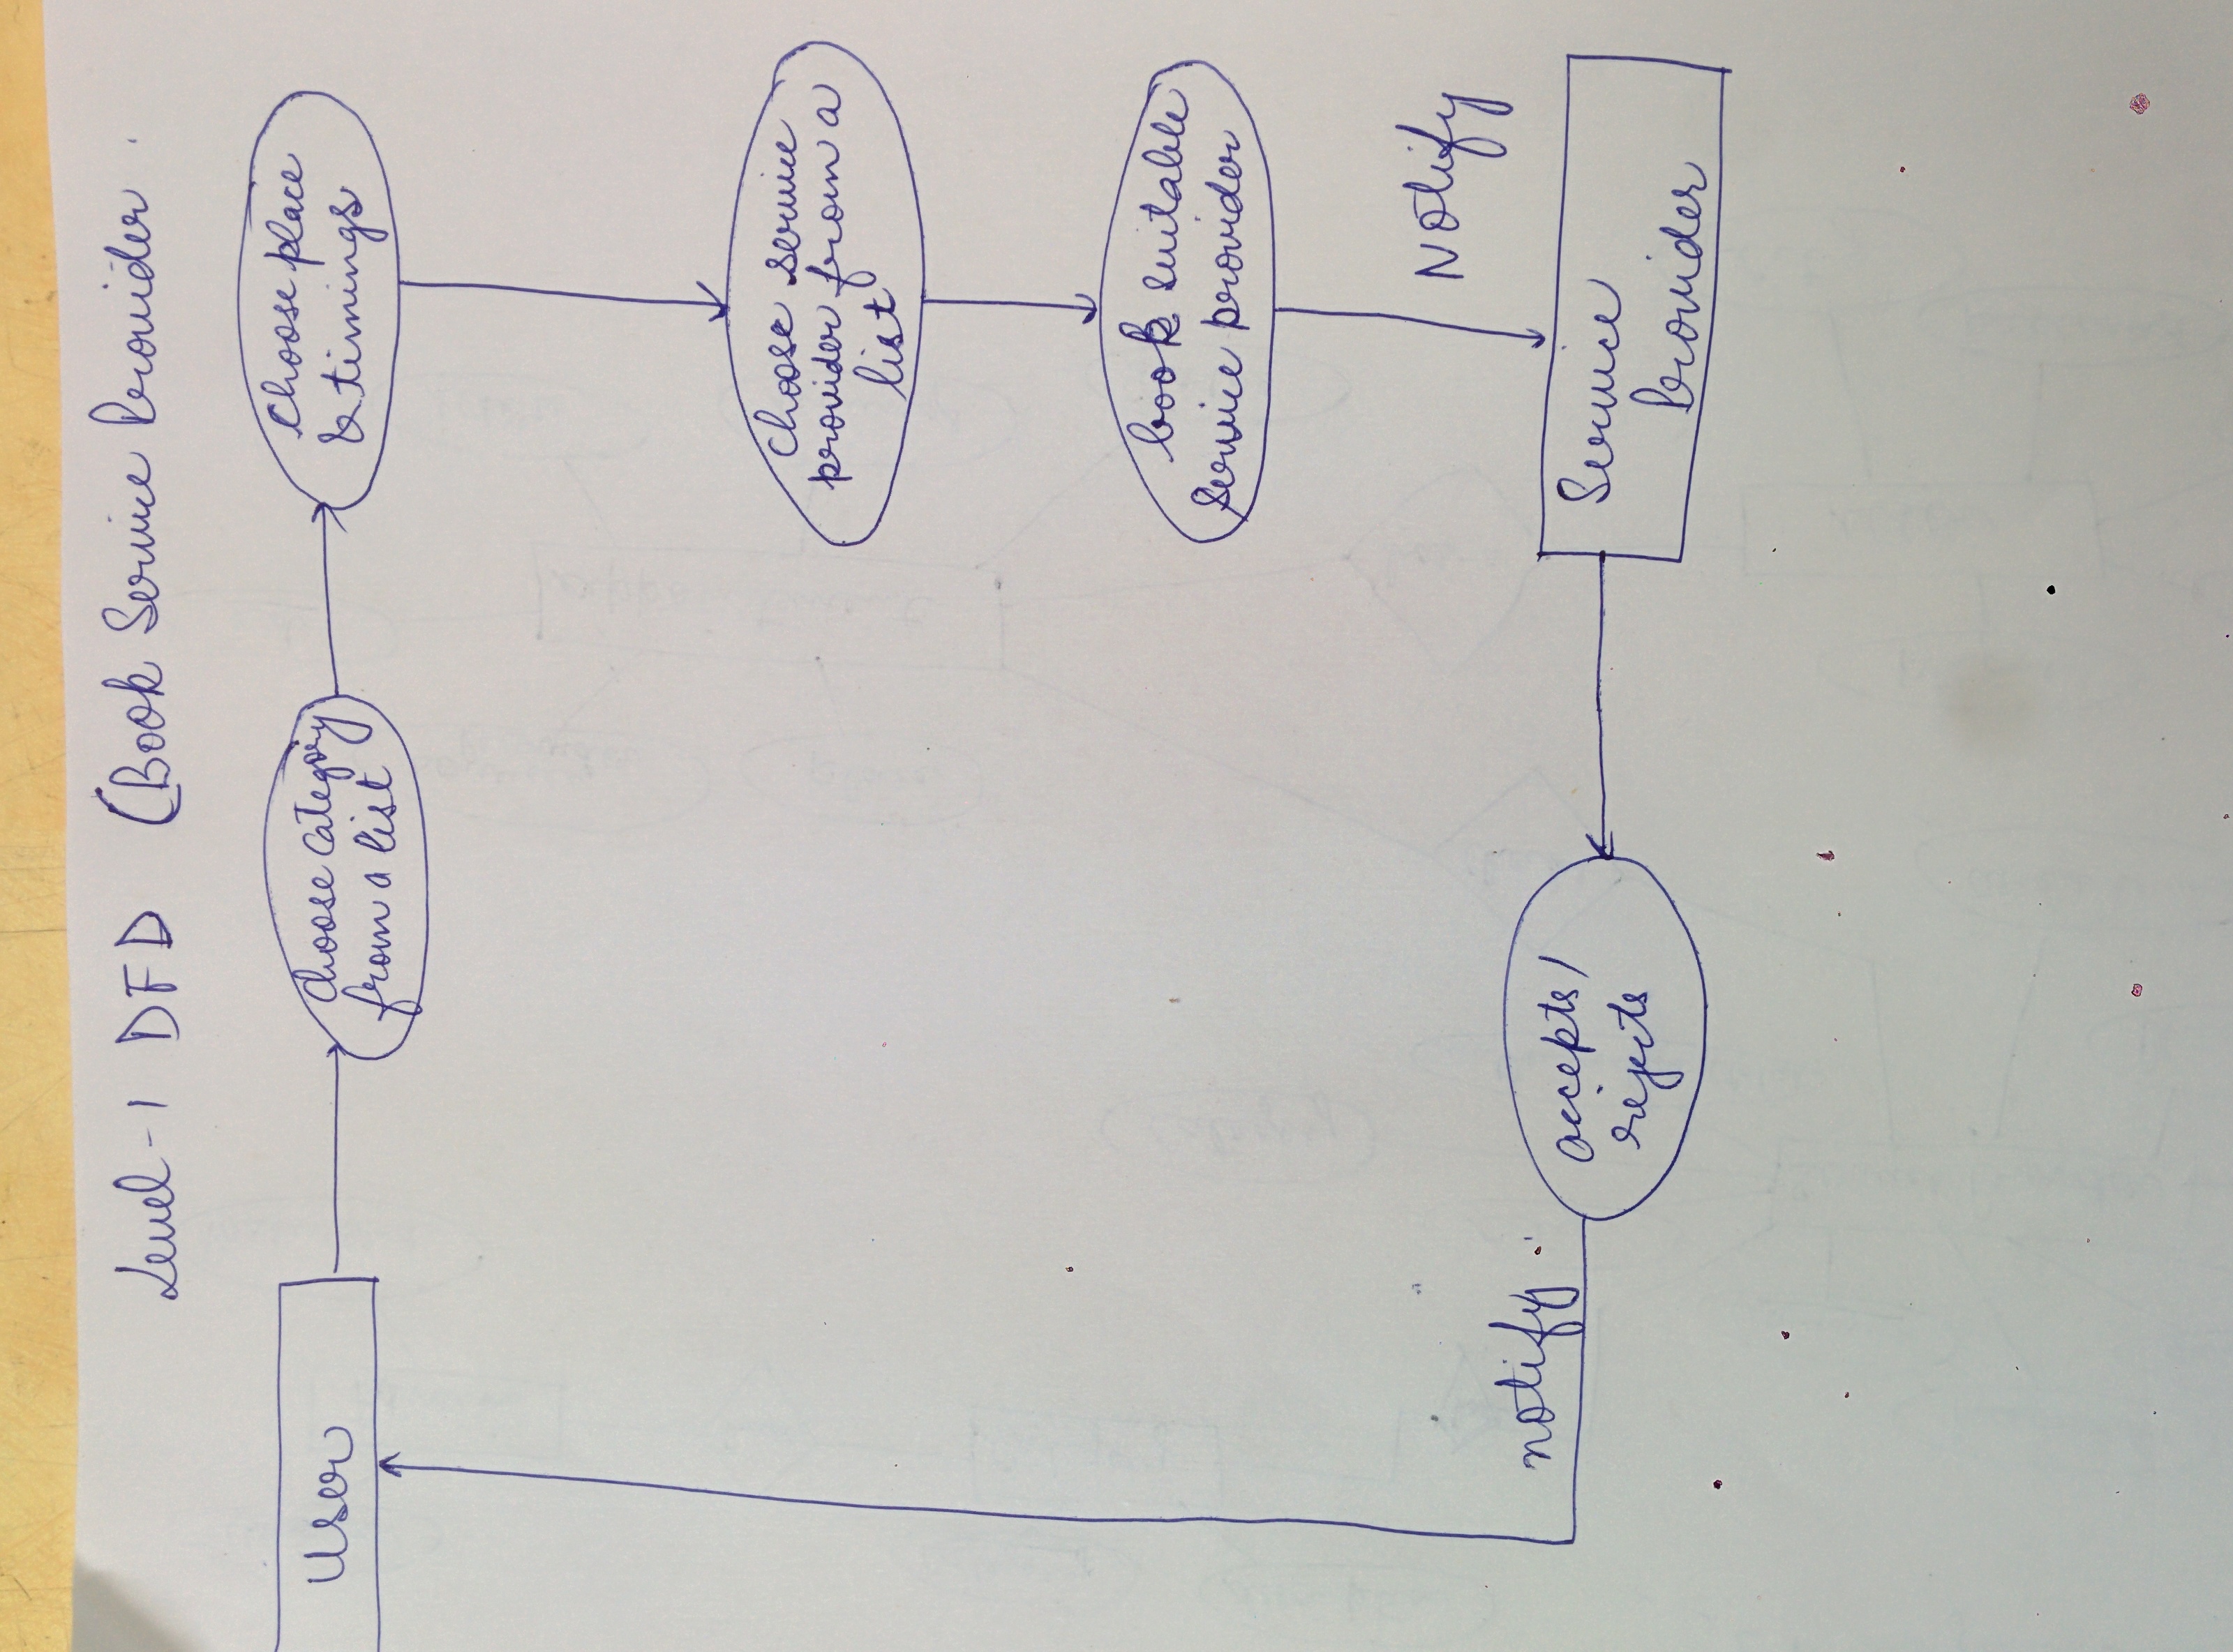 Level-1 DFD (Book Service Provider
User
Choose Category
from a list
Choose place
& timings
Choose service
provider from a
list
book suitable
Service provider
Notify
Service
Provider
accepts/
rejects
notify